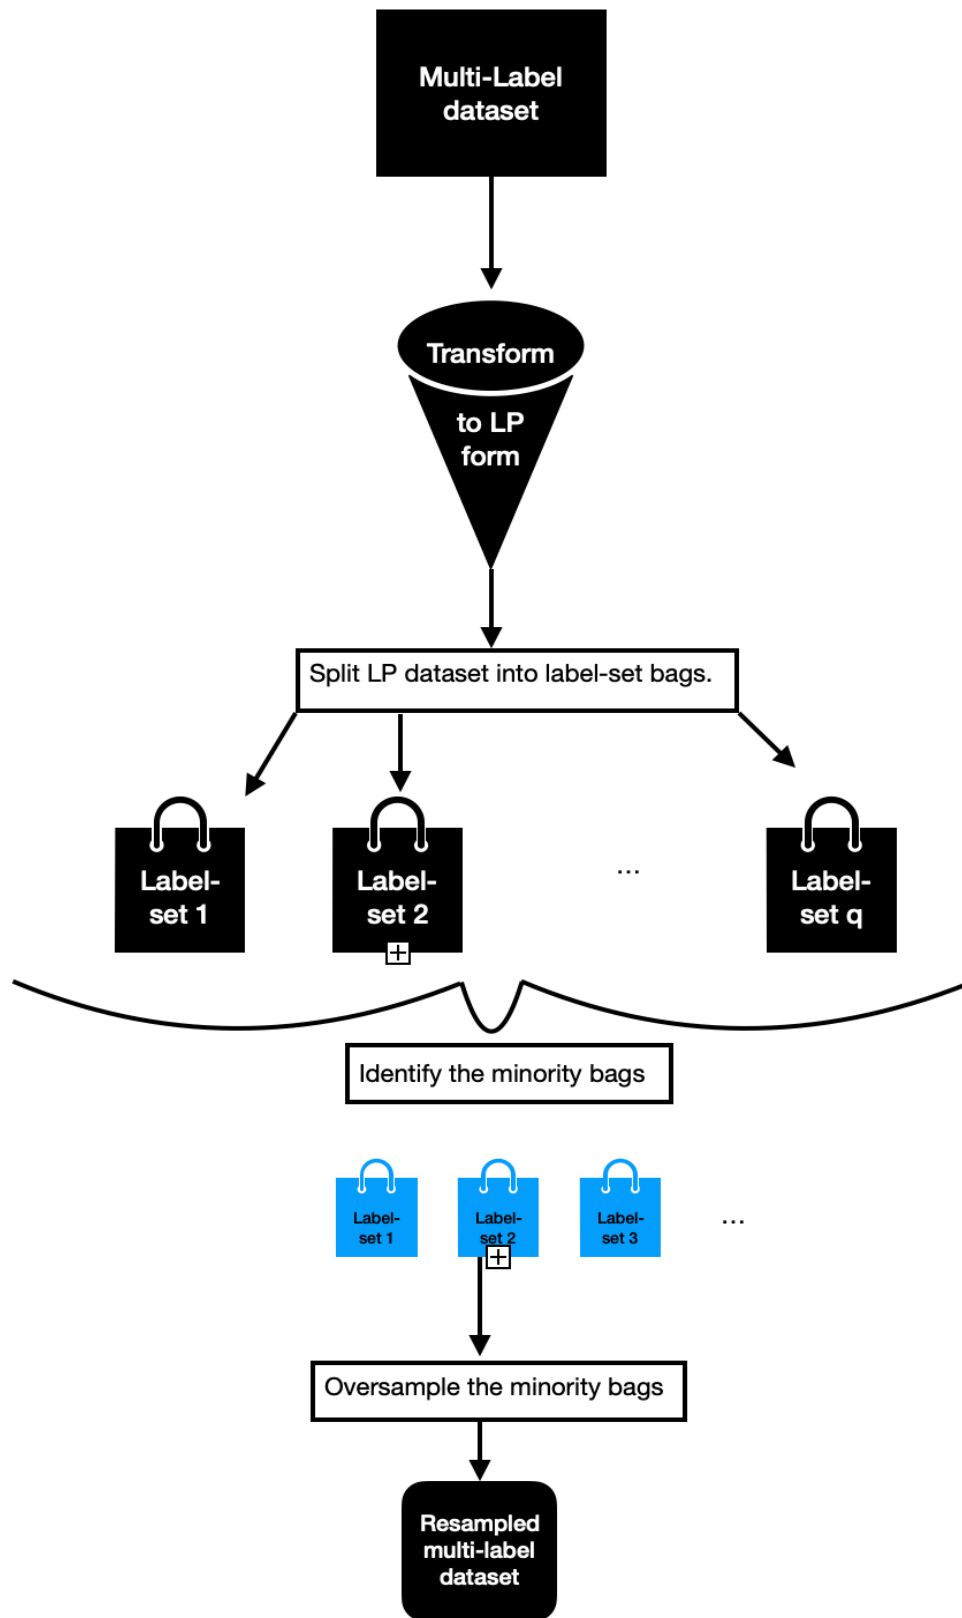 Multi-Label
dataset
Transform
to LP
form
Split LP dataset into label-set bags.
Label-
set 1
Label-
set 2
...
Label-
set q
Identify the minority bags
Label-
set 1
Label-
set 2
Label-
set 3
...
Oversample the minority bags
Resampled
multi-label
dataset